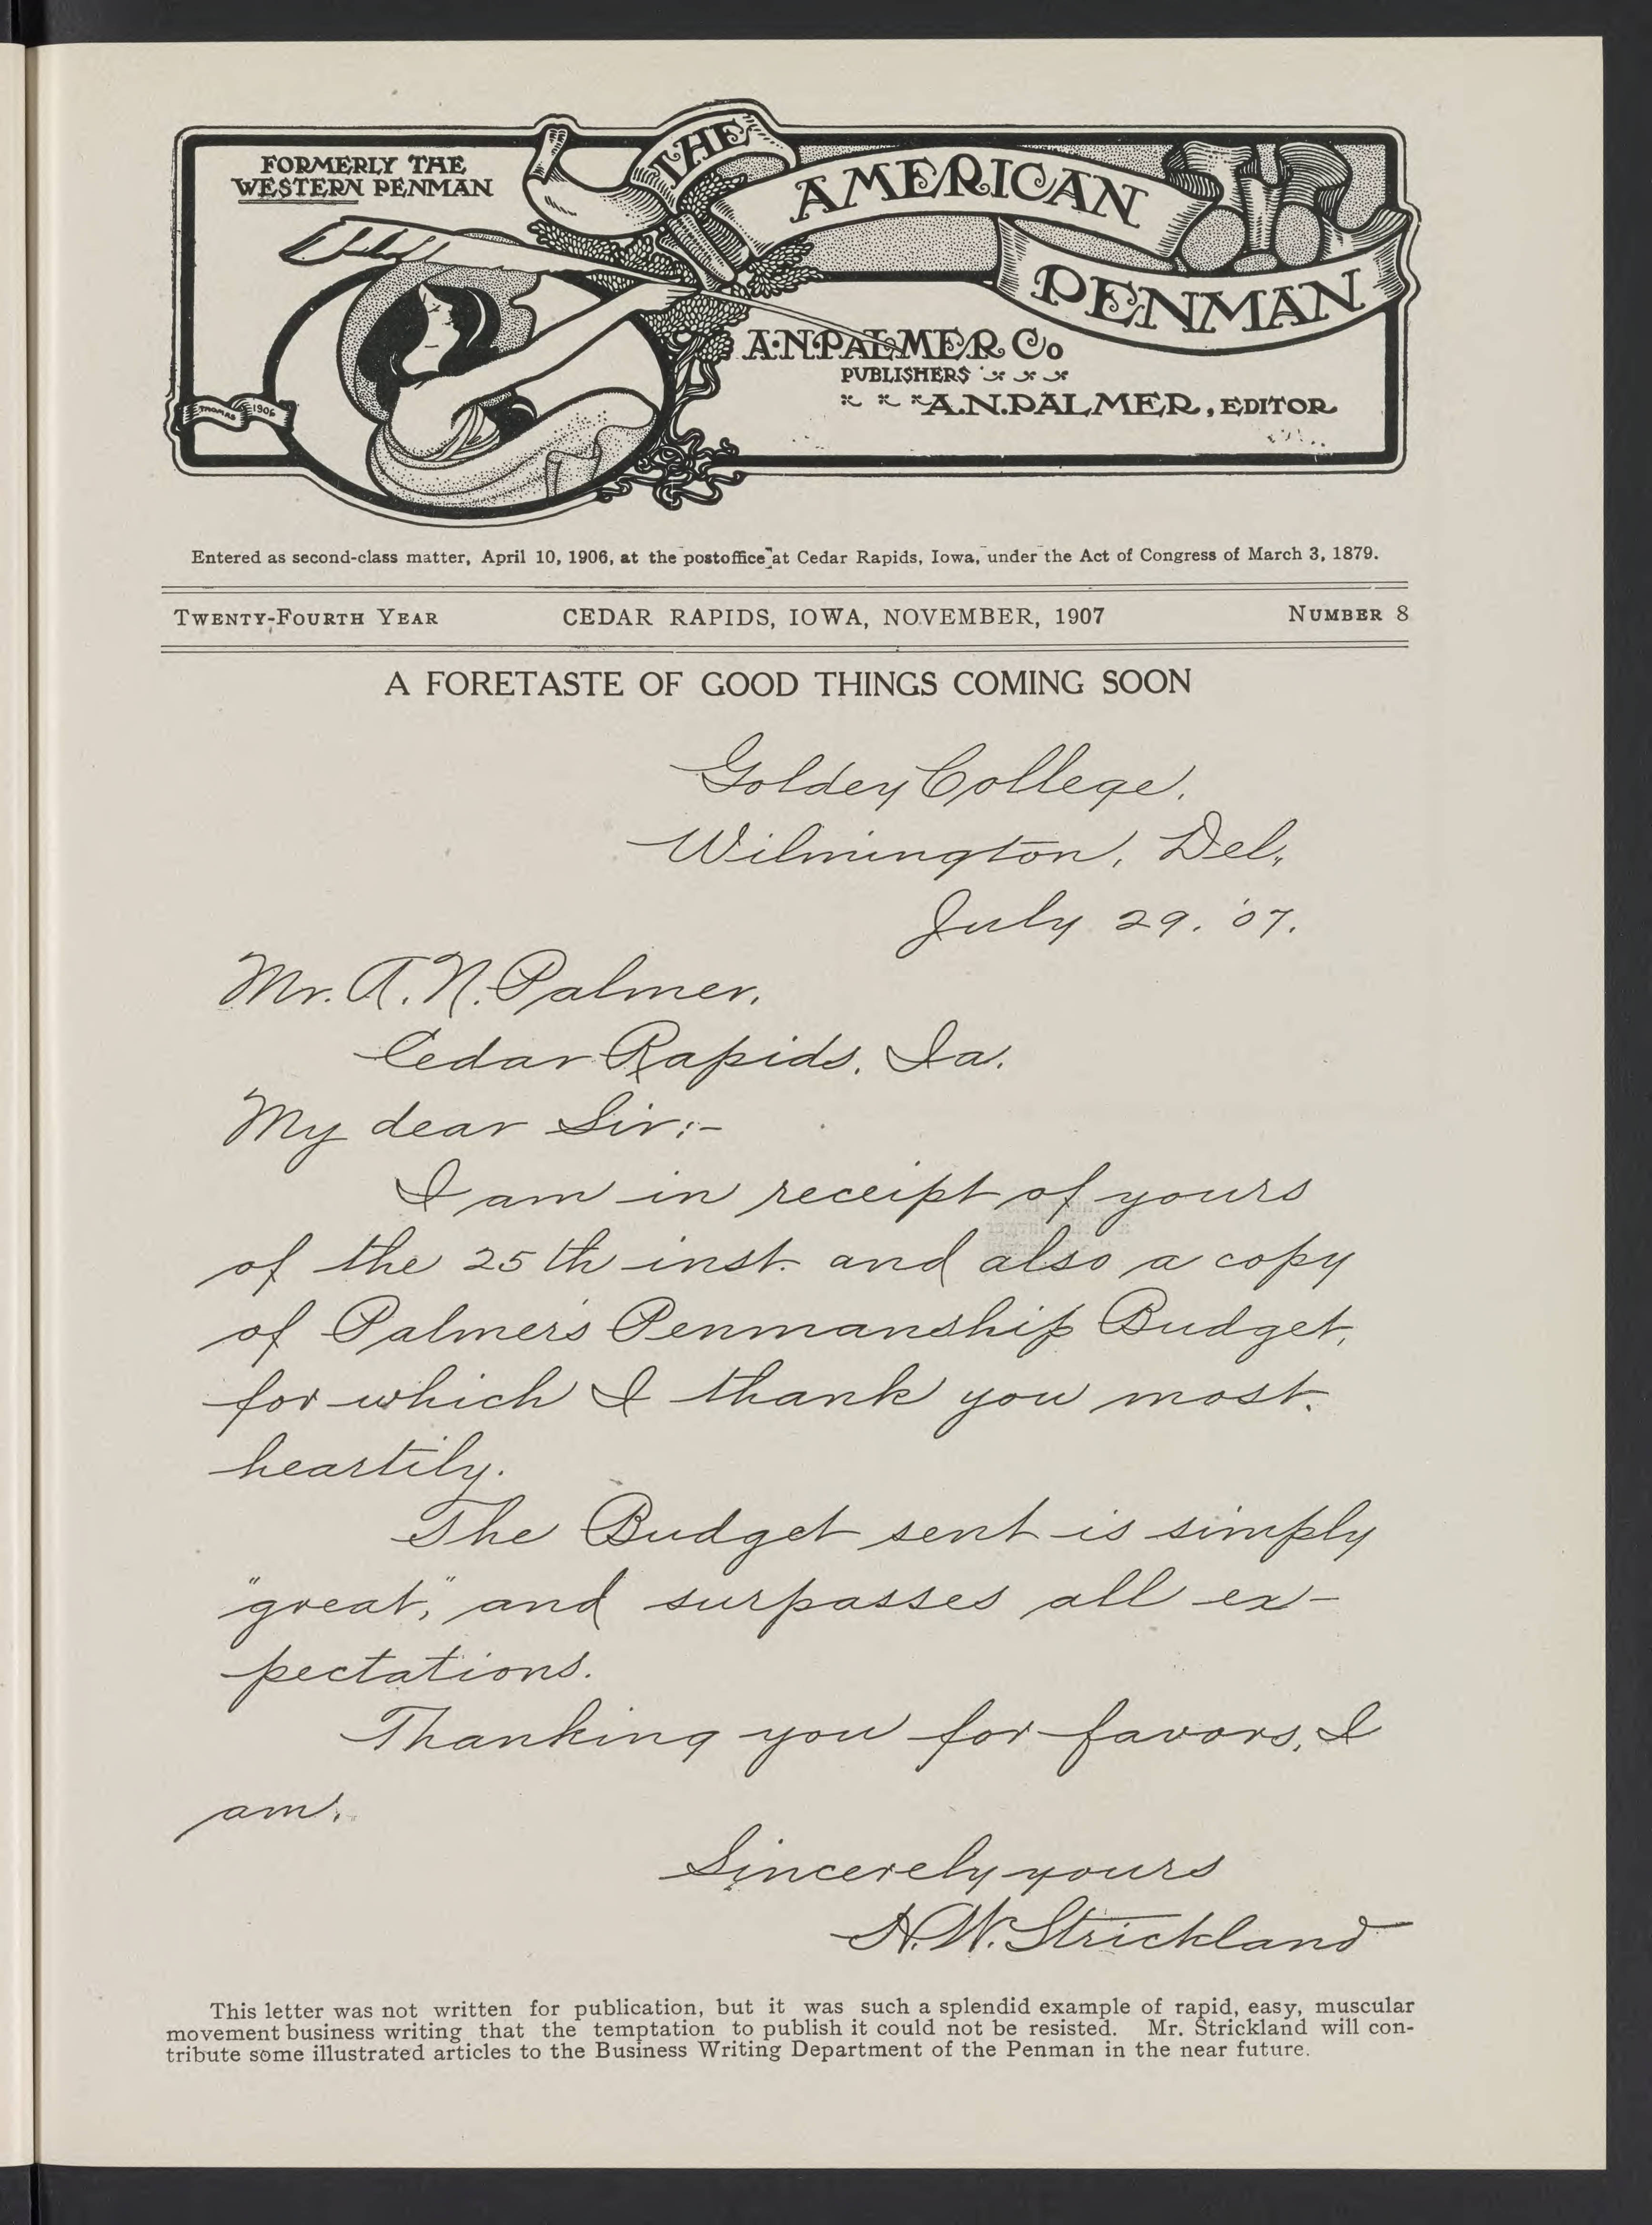 FORMERLY THE
WESTERN PENMAN
THE
AMERICAN
PENMAN
A.N. PALMER Co
PUBLISHERS
A.N. PALMER, EDITOR
THOMAS 1906
Entered as second-class matter, April 10, 1906, at the postoffice at Cedar Rapids, Iowa, under the Act of Congress of March 3, 1879.
TWENTY-FOURTH YEAR CEDAR RAPIDS, IOWA, NOVEMBER, 1907 NUMBER 8
A FORETASTE OF GOOD THINGS COMING SOON
Goldey College.
Wilmington, Del.,
July 29. '07.
Mr. A. N. Palmer,
Cedar Rapids, Ia.
My dear Sir:-
I am in receipt of yours
of the 25th inst. and also a copy
of Palmer's Penmanship Budget,
for which I thank you most
heartily.
The Budget sent is simply
"great," and surpasses all ex-
pectations.
Thanking you for favors, I
am,
Sincerely yours
H. W. Strickland
This letter was not written for publication, but it was such a splendid example of rapid, easy, muscular
movement business writing that the temptation to publish it could not be resisted. Mr. Strickland will con-
tribute some illustrated articles to the Business Writing Department of the Penman in the near future.